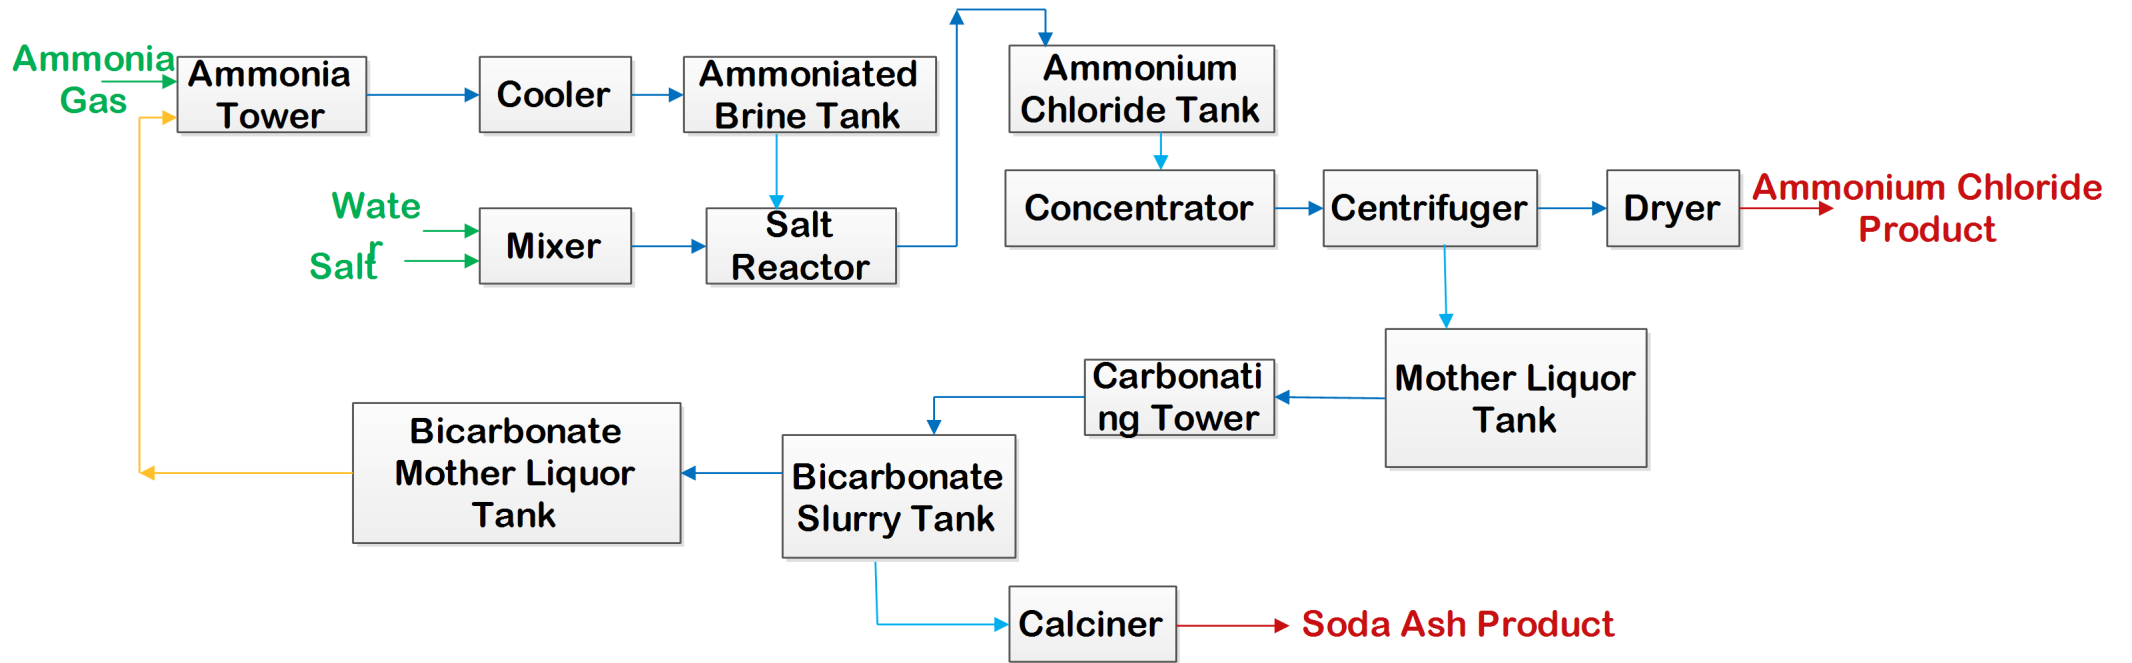 Ammonia
Gas
Ammonia
Tower
Cooler
Ammoniated
Brine Tank
Ammonium
Chloride Tank
Wate
r
Salt
Mixer
Salt
Reactor
Concentrator
Centrifuger
Dryer
Ammonium Chloride
Product
Bicarbonate
Mother Liquor
Tank
Bicarbonate
Slurry Tank
Carbonati
ng Tower
Mother Liquor
Tank
Calciner
Soda Ash Product